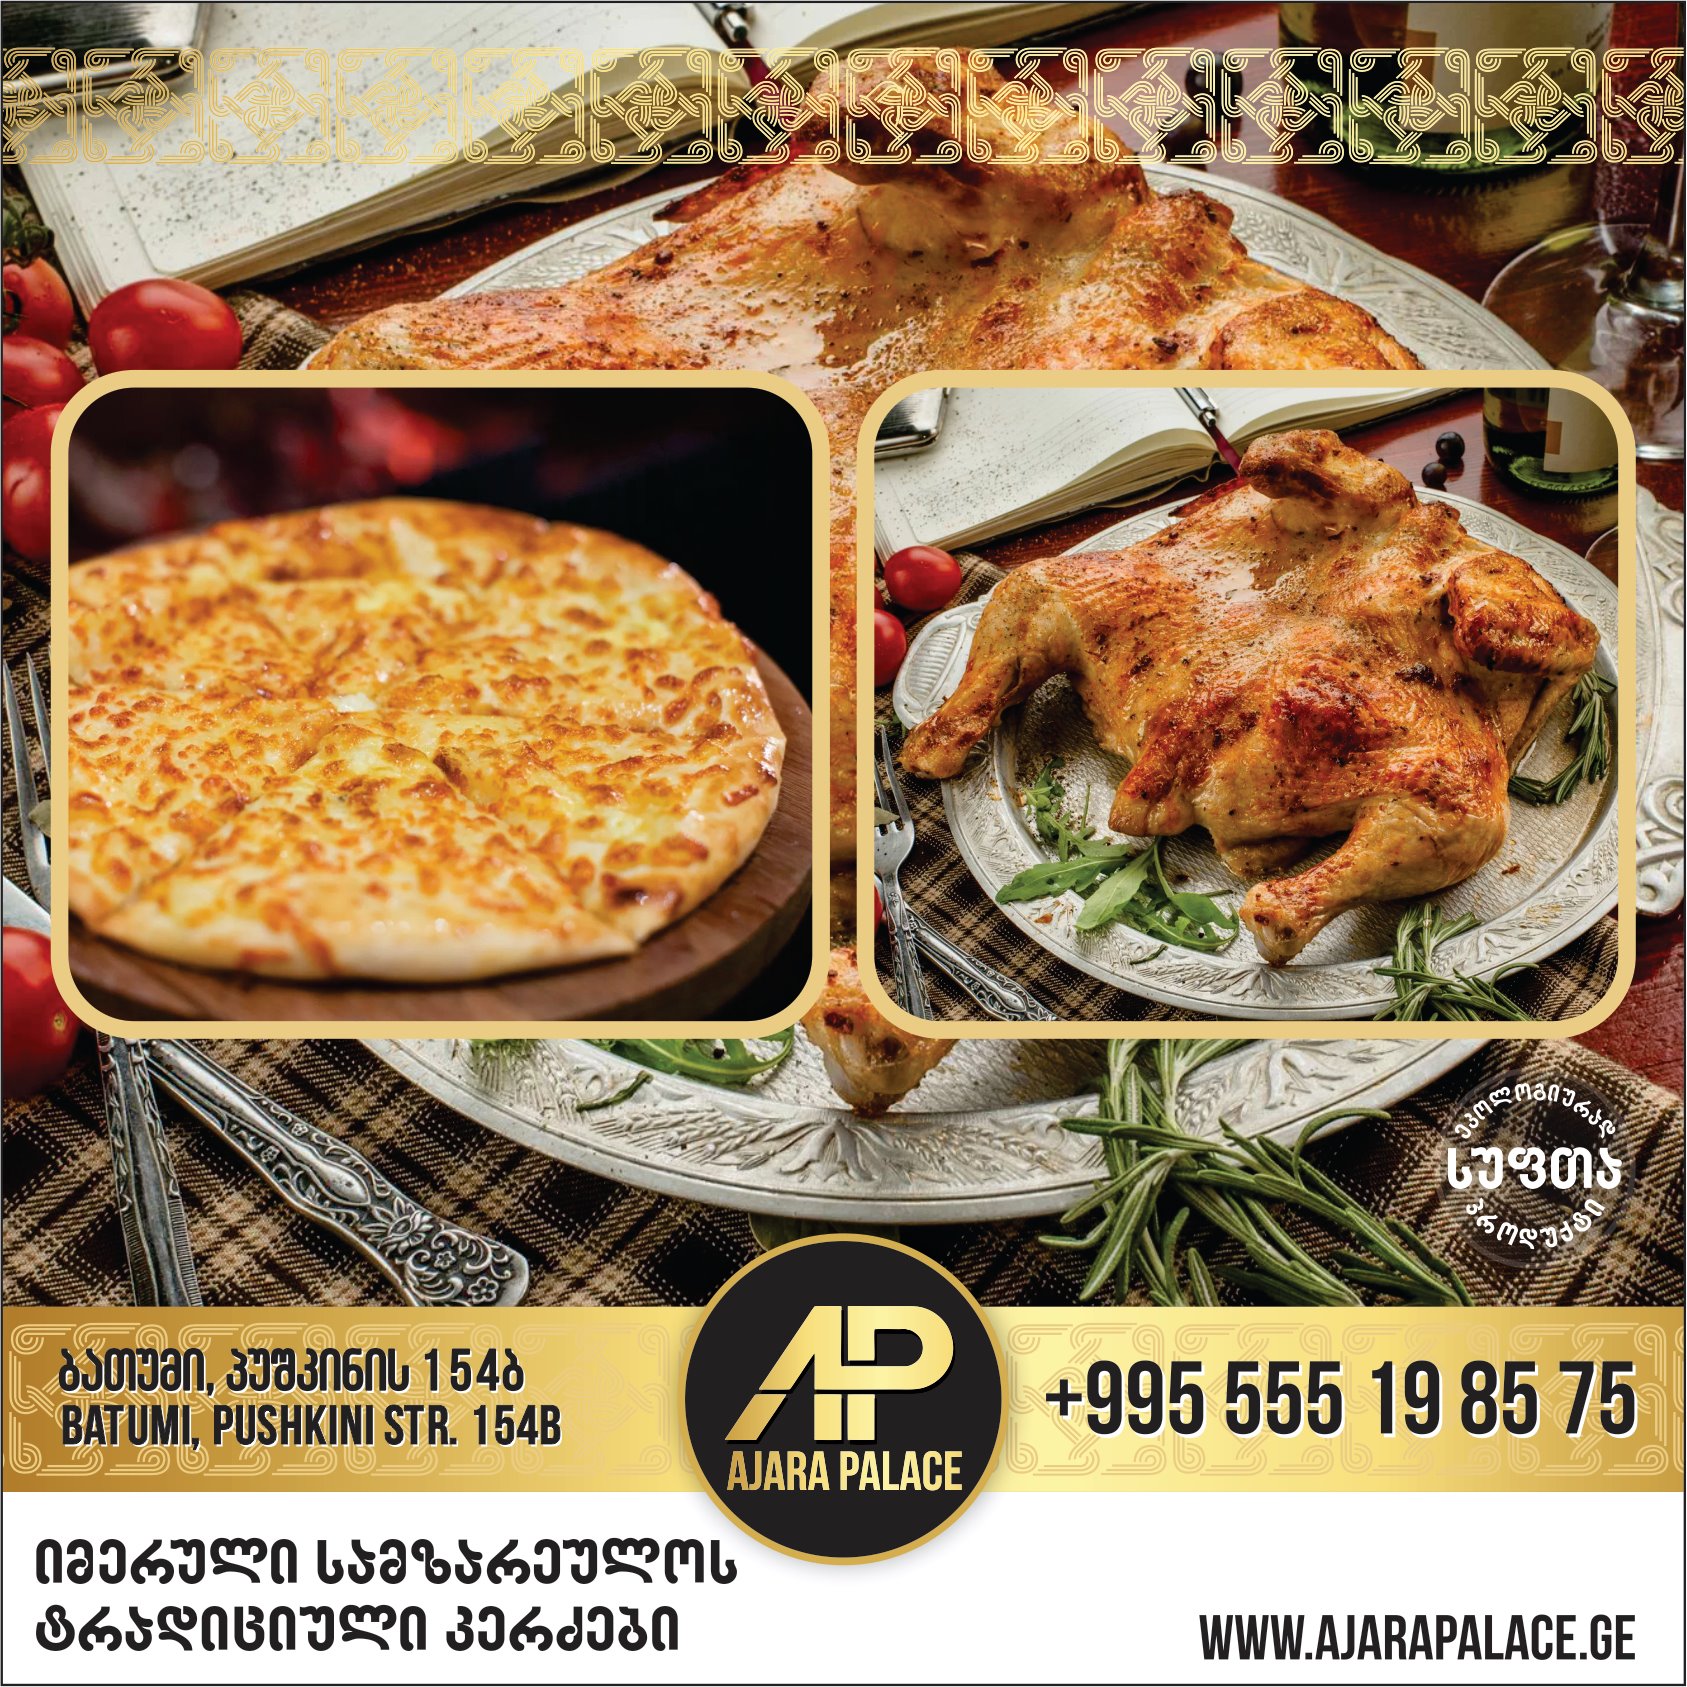 ეკოლოგიურად
სუფთა
პროდუქტი
ბათუმი, პუშკინის 154ბ
BATUMI, PUSHKINI STR. 154B
AP
AJARA PALACE
+995 555 19 85 75
იმერული სამზარეულოს
ტრადიციული კერძები
WWW.AJARAPALACE.GE